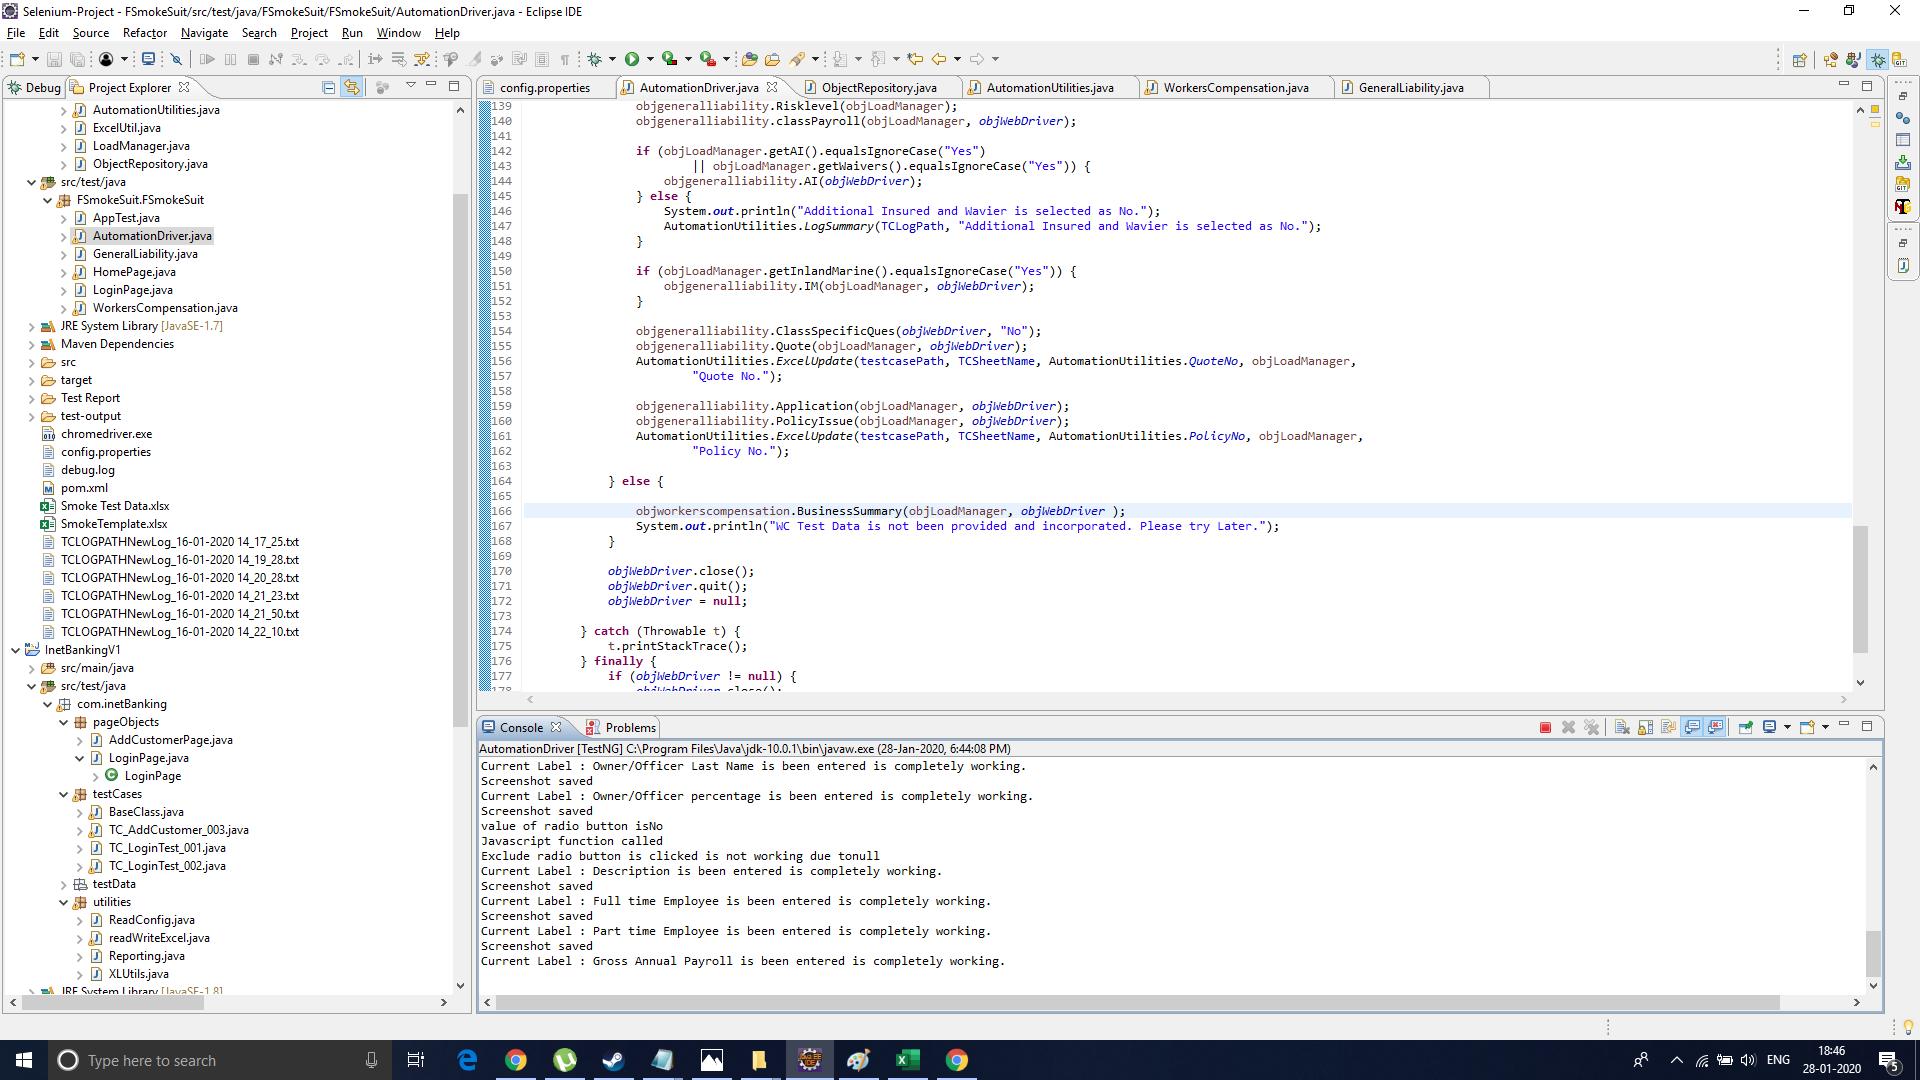 Selenium-Project - FSmokeSuit/src/test/java/FSmokeSuit/FSmokeSuit/AutomationDriver.java - Eclipse IDE
File Edit Source Refactor Navigate Search Project Run Window Help
Debug Project Explorer
AutomationUtilities.java
ExcelUtil.java
LoadManager.java
ObjectRepository.java
src/test/java
FSmokeSuit.FSmokeSuit
AppTest.java
AutomationDriver.java
GeneralLiability.java
HomePage.java
LoginPage.java
WorkersCompensation.java
JRE System Library [JavaSE-1.7]
Maven Dependencies
src
target
Test Report
test-output
chromedriver.exe
config.properties
debug.log
pom.xml
Smoke Test Data.xlsx
SmokeTemplate.xlsx
TCLOGPATHNewLog_16-01-2020 14_17_25.txt
TCLOGPATHNewLog_16-01-2020 14_19_28.txt
TCLOGPATHNewLog_16-01-2020 14_20_28.txt
TCLOGPATHNewLog_16-01-2020 14_21_23.txt
TCLOGPATHNewLog_16-01-2020 14_21_50.txt
TCLOGPATHNewLog_16-01-2020 14_22_10.txt
InetBankingV1
src/main/java
src/test/java
com.inetBanking
pageObjects
AddCustomerPage.java
LoginPage.java
LoginPage
testCases
BaseClass.java
TC_AddCustomer_003.java
TC_LoginTest_001.java
TC_LoginTest_002.java
testData
utilities
ReadConfig.java
readWriteExcel.java
Reporting.java
XLUtils.java
JRE System Library [JavaSE-1.8]
config.properties AutomationDriver.java ObjectRepository.java AutomationUtilities.java WorkersCompensation.java GeneralLiability.java
139 objgeneralliability.Risklevel(objLoadManager);
140 objgeneralliability.classPayroll(objLoadManager, objWebDriver);
141
142 if (objLoadManager.getAI().equalsIgnoreCase("Yes")
143 || objLoadManager.getWaivers().equalsIgnoreCase("Yes")) {
144 objgeneralliability.AI(objWebDriver);
145 } else {
146 System.out.println("Additional Insured and Wavier is selected as No.");
147 AutomationUtilities.LogSummary(TCLogPath, "Additional Insured and Wavier is selected as No.");
148 }
149
150 if (objLoadManager.getInlandMarine().equalsIgnoreCase("Yes")) {
151 objgeneralliability.IM(objLoadManager, objWebDriver);
152 }
153
154 objgeneralliability.ClassSpecificQues(objWebDriver, "No");
155 objgeneralliability.Quote(objLoadManager, objWebDriver);
156 AutomationUtilities.ExcelUpdate(testcasePath, TCSheetName, AutomationUtilities.QuoteNo, objLoadManager,
157 "Quote No.");
158
159 objgeneralliability.Application(objLoadManager, objWebDriver);
160 objgeneralliability.PolicyIssue(objLoadManager, objWebDriver);
161 AutomationUtilities.ExcelUpdate(testcasePath, TCSheetName, AutomationUtilities.PolicyNo, objLoadManager,
162 "Policy No.");
163
164 } else {
165
166 objworkerscompensation.BusinessSummary(objLoadManager, objWebDriver );
167 System.out.println("WC Test Data is not been provided and incorporated. Please try Later.");
168 }
169
170 objWebDriver.close();
171 objWebDriver.quit();
172 objWebDriver = null;
173
174 } catch (Throwable t) {
175 t.printStackTrace();
176 } finally {
177 if (objWebDriver != null) {
178 objWebDriver.close();
Console Problems
AutomationDriver [TestNG] C:\Program Files\Java\jdk-10.0.1\bin\javaw.exe (28-Jan-2020, 6:44:08 PM)
Current Label : Owner/Officer Last Name is been entered is completely working.
Screenshot saved
Current Label : Owner/Officer percentage is been entered is completely working.
Screenshot saved
value of radio button isNo
Javascript function called
Exclude radio button is clicked is not working due tonull
Current Label : Description is been entered is completely working.
Screenshot saved
Current Label : Full time Employee is been entered is completely working.
Screenshot saved
Current Label : Part time Employee is been entered is completely working.
Screenshot saved
Current Label : Gross Annual Payroll is been entered is completely working.
Type here to search
ENG
18:46
28-01-2020
5